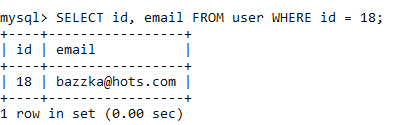 mysql> SELECT id, email FROM user WHERE id = 18;
+----+-----------------+
| id | email           |
+----+-----------------+
| 18 | bazzka@hots.com |
+----+-----------------+
1 row in set (0.00 sec)